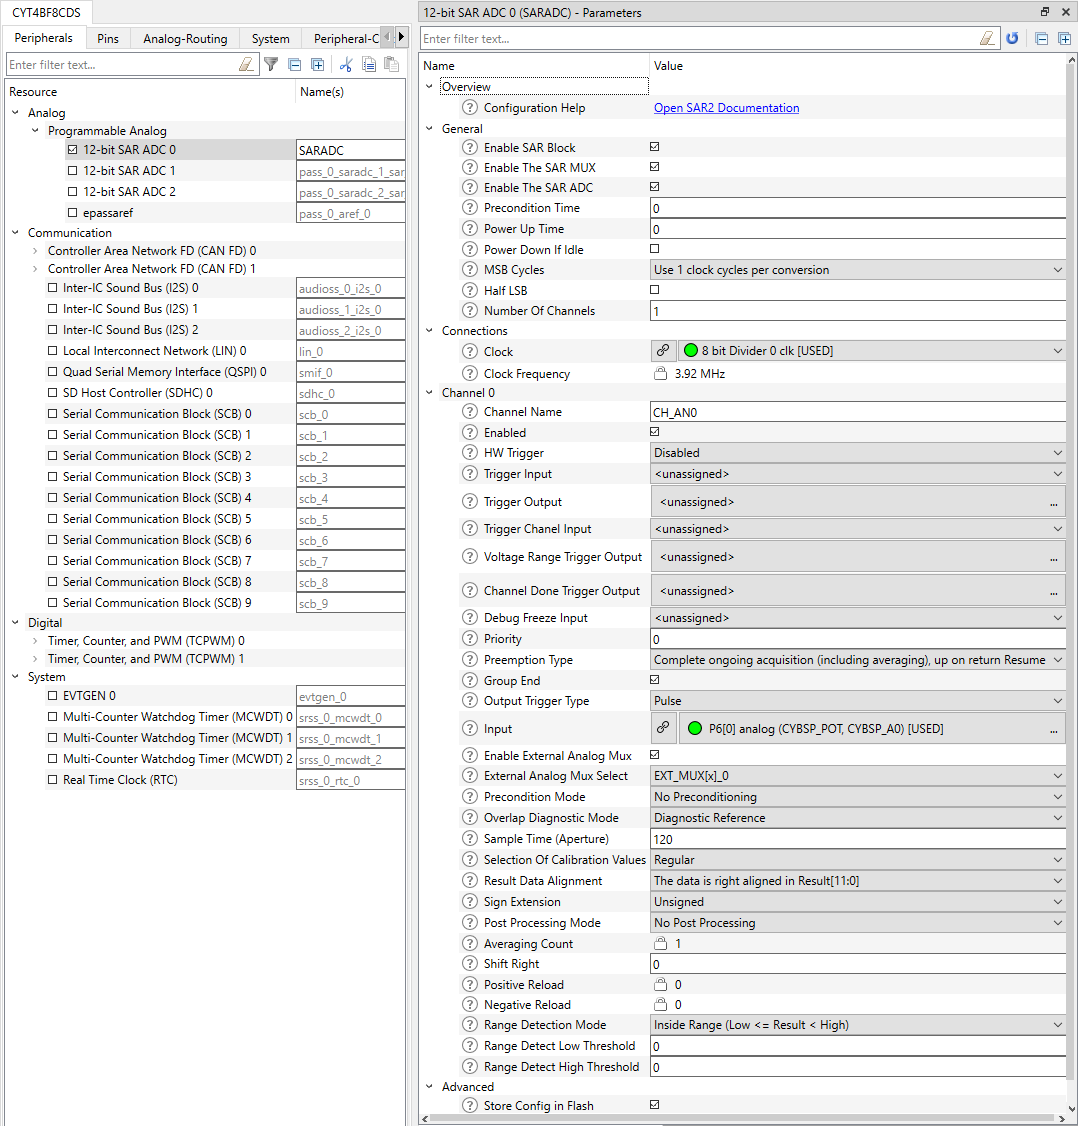 CYT4BF8CDS
Peripherals Pins Analog-Routing System Peripheral-C
Enter filter text...
Resource Name(s)
Analog
Programmable Analog
12-bit SAR ADC 0 SARADC
12-bit SAR ADC 1 pass_0_saradc_1_sar
12-bit SAR ADC 2 pass_0_saradc_2_sar
epassaref pass_0_aref_0
Communication
Controller Area Network FD (CAN FD) 0
Controller Area Network FD (CAN FD) 1
Inter-IC Sound Bus (I2S) 0 audioss_0_i2s_0
Inter-IC Sound Bus (I2S) 1 audioss_1_i2s_0
Inter-IC Sound Bus (I2S) 2 audioss_2_i2s_0
Local Interconnect Network (LIN) 0 lin_0
Quad Serial Memory Interface (QSPI) 0 smif_0
SD Host Controller (SDHC) 0 sdhc_0
Serial Communication Block (SCB) 0 scb_0
Serial Communication Block (SCB) 1 scb_1
Serial Communication Block (SCB) 2 scb_2
Serial Communication Block (SCB) 3 scb_3
Serial Communication Block (SCB) 4 scb_4
Serial Communication Block (SCB) 5 scb_5
Serial Communication Block (SCB) 6 scb_6
Serial Communication Block (SCB) 7 scb_7
Serial Communication Block (SCB) 8 scb_8
Serial Communication Block (SCB) 9 scb_9
Digital
Timer, Counter, and PWM (TCPWM) 0
Timer, Counter, and PWM (TCPWM) 1
System
EVTGEN 0 evtgen_0
Multi-Counter Watchdog Timer (MCWDT) 0 srss_0_mcwdt_0
Multi-Counter Watchdog Timer (MCWDT) 1 srss_0_mcwdt_1
Multi-Counter Watchdog Timer (MCWDT) 2 srss_0_mcwdt_2
Real Time Clock (RTC) srss_0_rtc_0
12-bit SAR ADC 0 (SARADC) - Parameters
Enter filter text...
Name Value
Overview
Configuration Help Open SAR2 Documentation
General
Enable SAR Block
Enable The SAR MUX
Enable The SAR ADC
Precondition Time 0
Power Up Time 0
Power Down If Idle
MSB Cycles Use 1 clock cycles per conversion
Half LSB
Number Of Channels 1
Connections
Clock 8 bit Divider 0 clk [USED]
Clock Frequency 3.92 MHz
Channel 0
Channel Name CH_AN0
Enabled
HW Trigger Disabled
Trigger Input <unassigned>
Trigger Output <unassigned> ...
Trigger Chanel Input <unassigned>
Voltage Range Trigger Output <unassigned> ...
Channel Done Trigger Output <unassigned> ...
Debug Freeze Input <unassigned>
Priority 0
Preemption Type Complete ongoing acquisition (including averaging), up on return Resume
Group End
Output Trigger Type Pulse
Input P6[0] analog (CYBSP_POT, CYBSP_A0) [USED] ...
Enable External Analog Mux
External Analog Mux Select EXT_MUX[x]_0
Precondition Mode No Preconditioning
Overlap Diagnostic Mode Diagnostic Reference
Sample Time (Aperture) 120
Selection Of Calibration Values Regular
Result Data Alignment The data is right aligned in Result[11:0]
Sign Extension Unsigned
Post Processing Mode No Post Processing
Averaging Count 1
Shift Right 0
Positive Reload 0
Negative Reload 0
Range Detection Mode Inside Range (Low <= Result < High)
Range Detect Low Threshold 0
Range Detect High Threshold 0
Advanced
Store Config in Flash